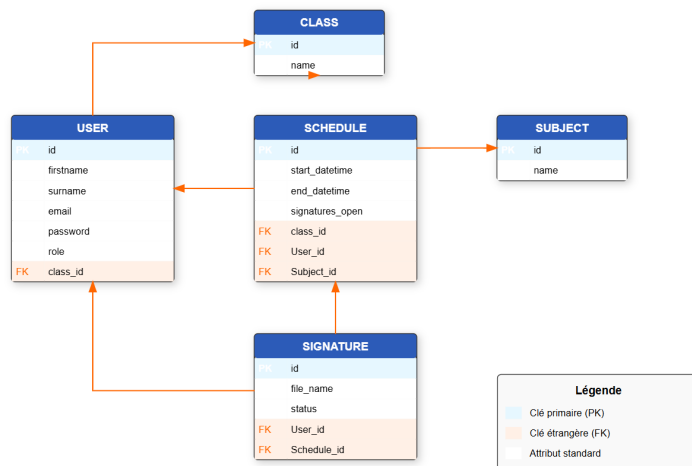 CLASS
PK id
name
USER
PK id
firstname
surname
email
password
role
FK class_id
SCHEDULE
PK id
start_datetime
end_datetime
signatures_open
FK class_id
FK User_id
FK Subject_id
SUBJECT
PK id
name
SIGNATURE
PK id
file_name
status
FK User_id
FK Schedule_id
Légende
Clé primaire (PK)
Clé étrangère (FK)
Attribut standard